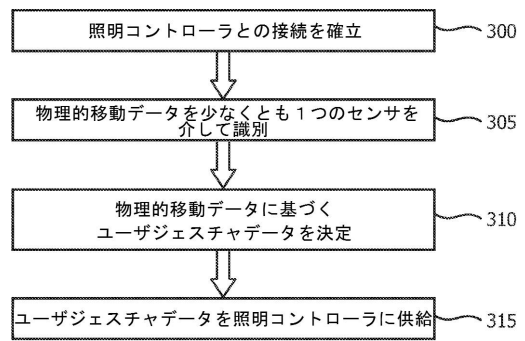 照明コントローラとの接続を確立
300
物理的移動データを少なくとも１つのセンサを
介して識別
305
物理的移動データに基づく
ユーザジェスチャデータを決定
310
ユーザジェスチャデータを照明コントローラに供給
315